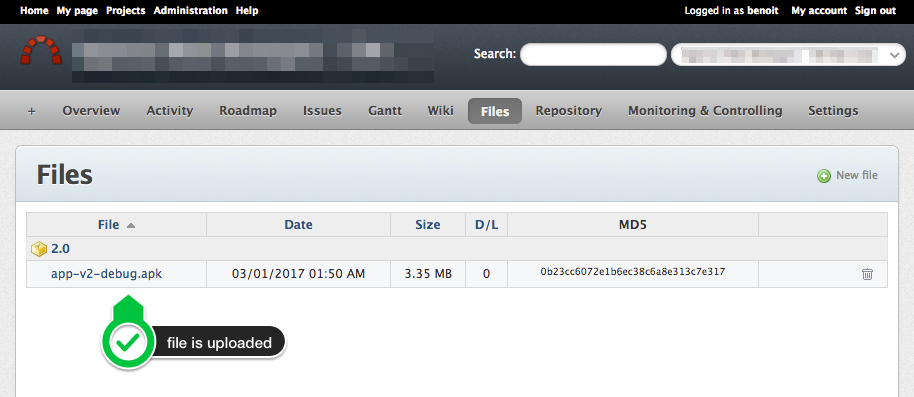 Home My page Projects Administration Help Logged in as benoit My account Sign out
Search:
+ Overview Activity Roadmap Issues Gantt Wiki Files Repository Monitoring & Controlling Settings
Files New file
File Date Size D/L MD5
2.0
app-v2-debug.apk 03/01/2017 01:50 AM 3.35 MB 0 0b23cc6072e1b6ec38c6a8e313c7e317
file is uploaded